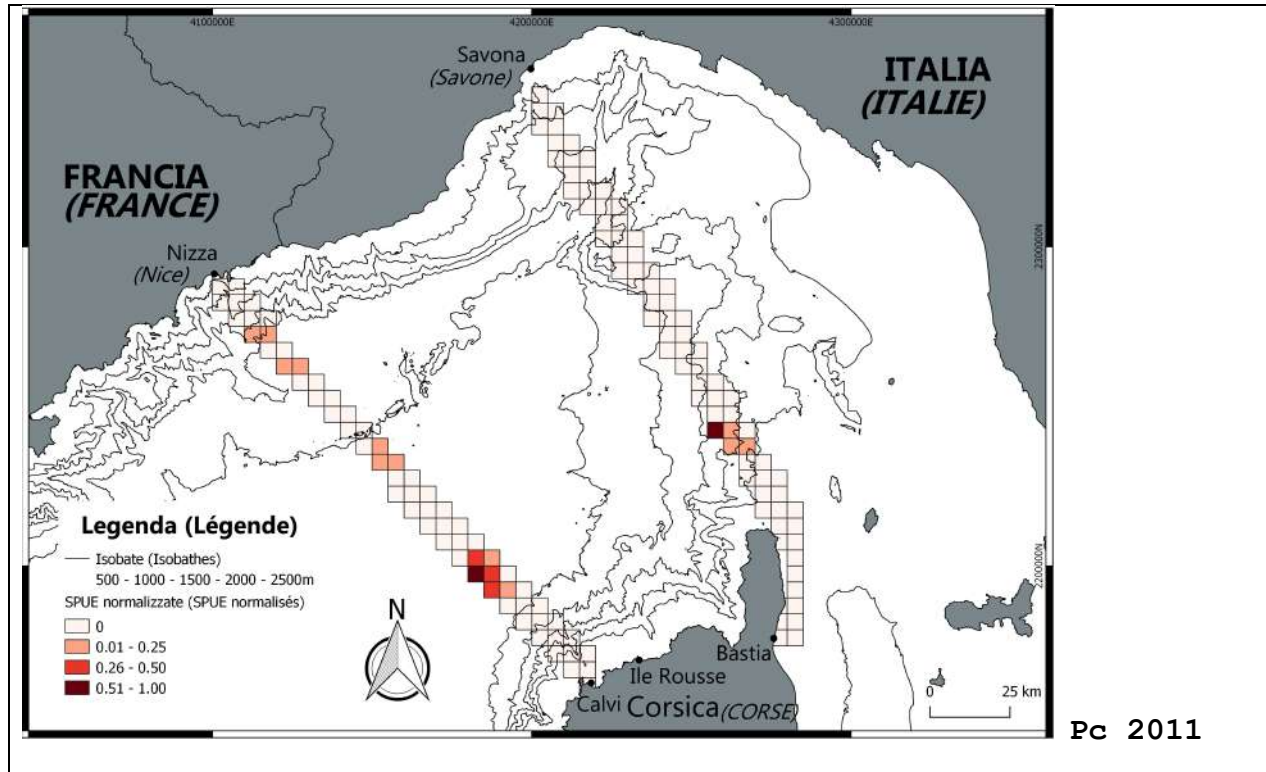 4100000E
4200000E
4300000E
Savona
(Savone)
ITALIA
(ITALIE)
FRANCIA
(FRANCE)
Nizza
(Nice)
2300000N
Legenda (Légende)
Isobate (Isobathes)
500 - 1000 - 1500 - 2000 - 2500m
SPUE normalizzate (SPUE normalisés)
0
0.01 - 0.25
0.26 - 0.50
0.51 - 1.00
N
2200000N
Bastia
Ile Rousse
Calvi
Corsica (CORSE)
0 25 km
Pc 2011